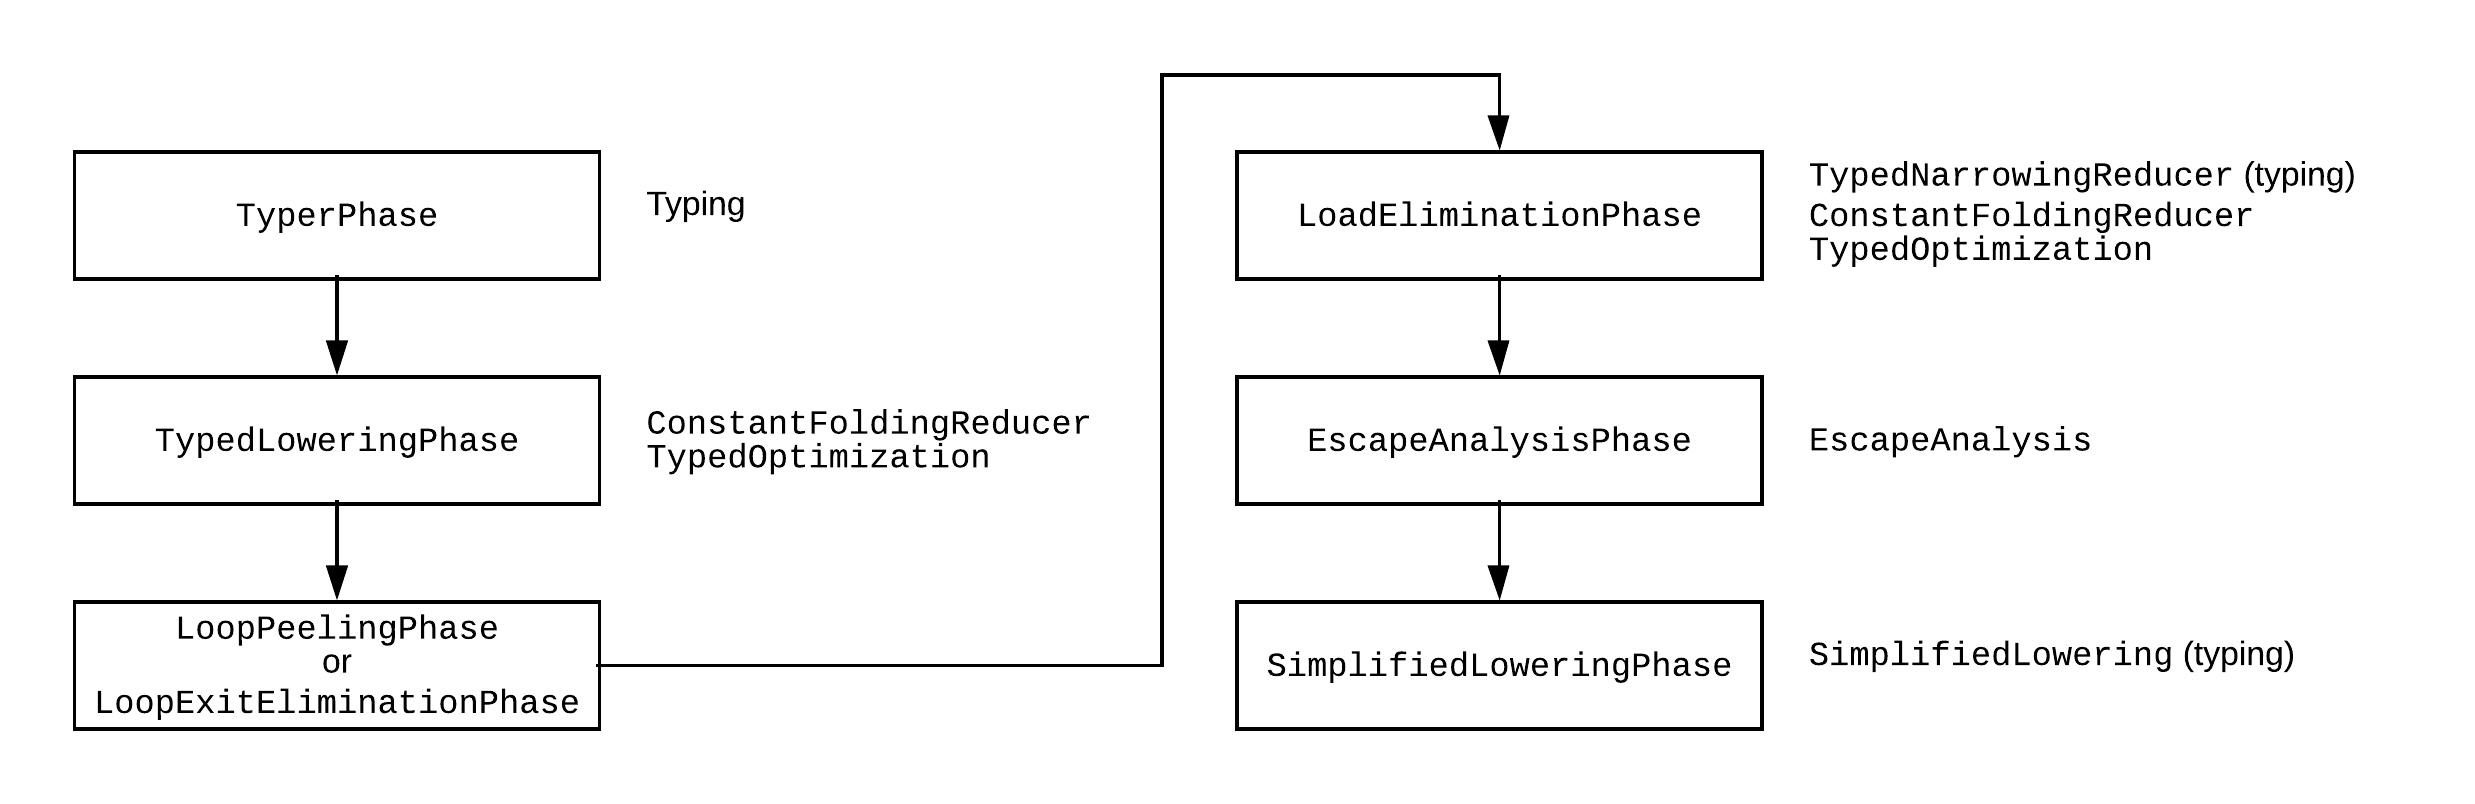 TyperPhase
Typing
TypedLoweringPhase
ConstantFoldingReducer
TypedOptimization
LoopPeelingPhase
or
LoopExitEliminationPhase
LoadEliminationPhase
TypedNarrowingReducer (typing)
ConstantFoldingReducer
TypedOptimization
EscapeAnalysisPhase
EscapeAnalysis
SimplifiedLoweringPhase
SimplifiedLowering (typing)